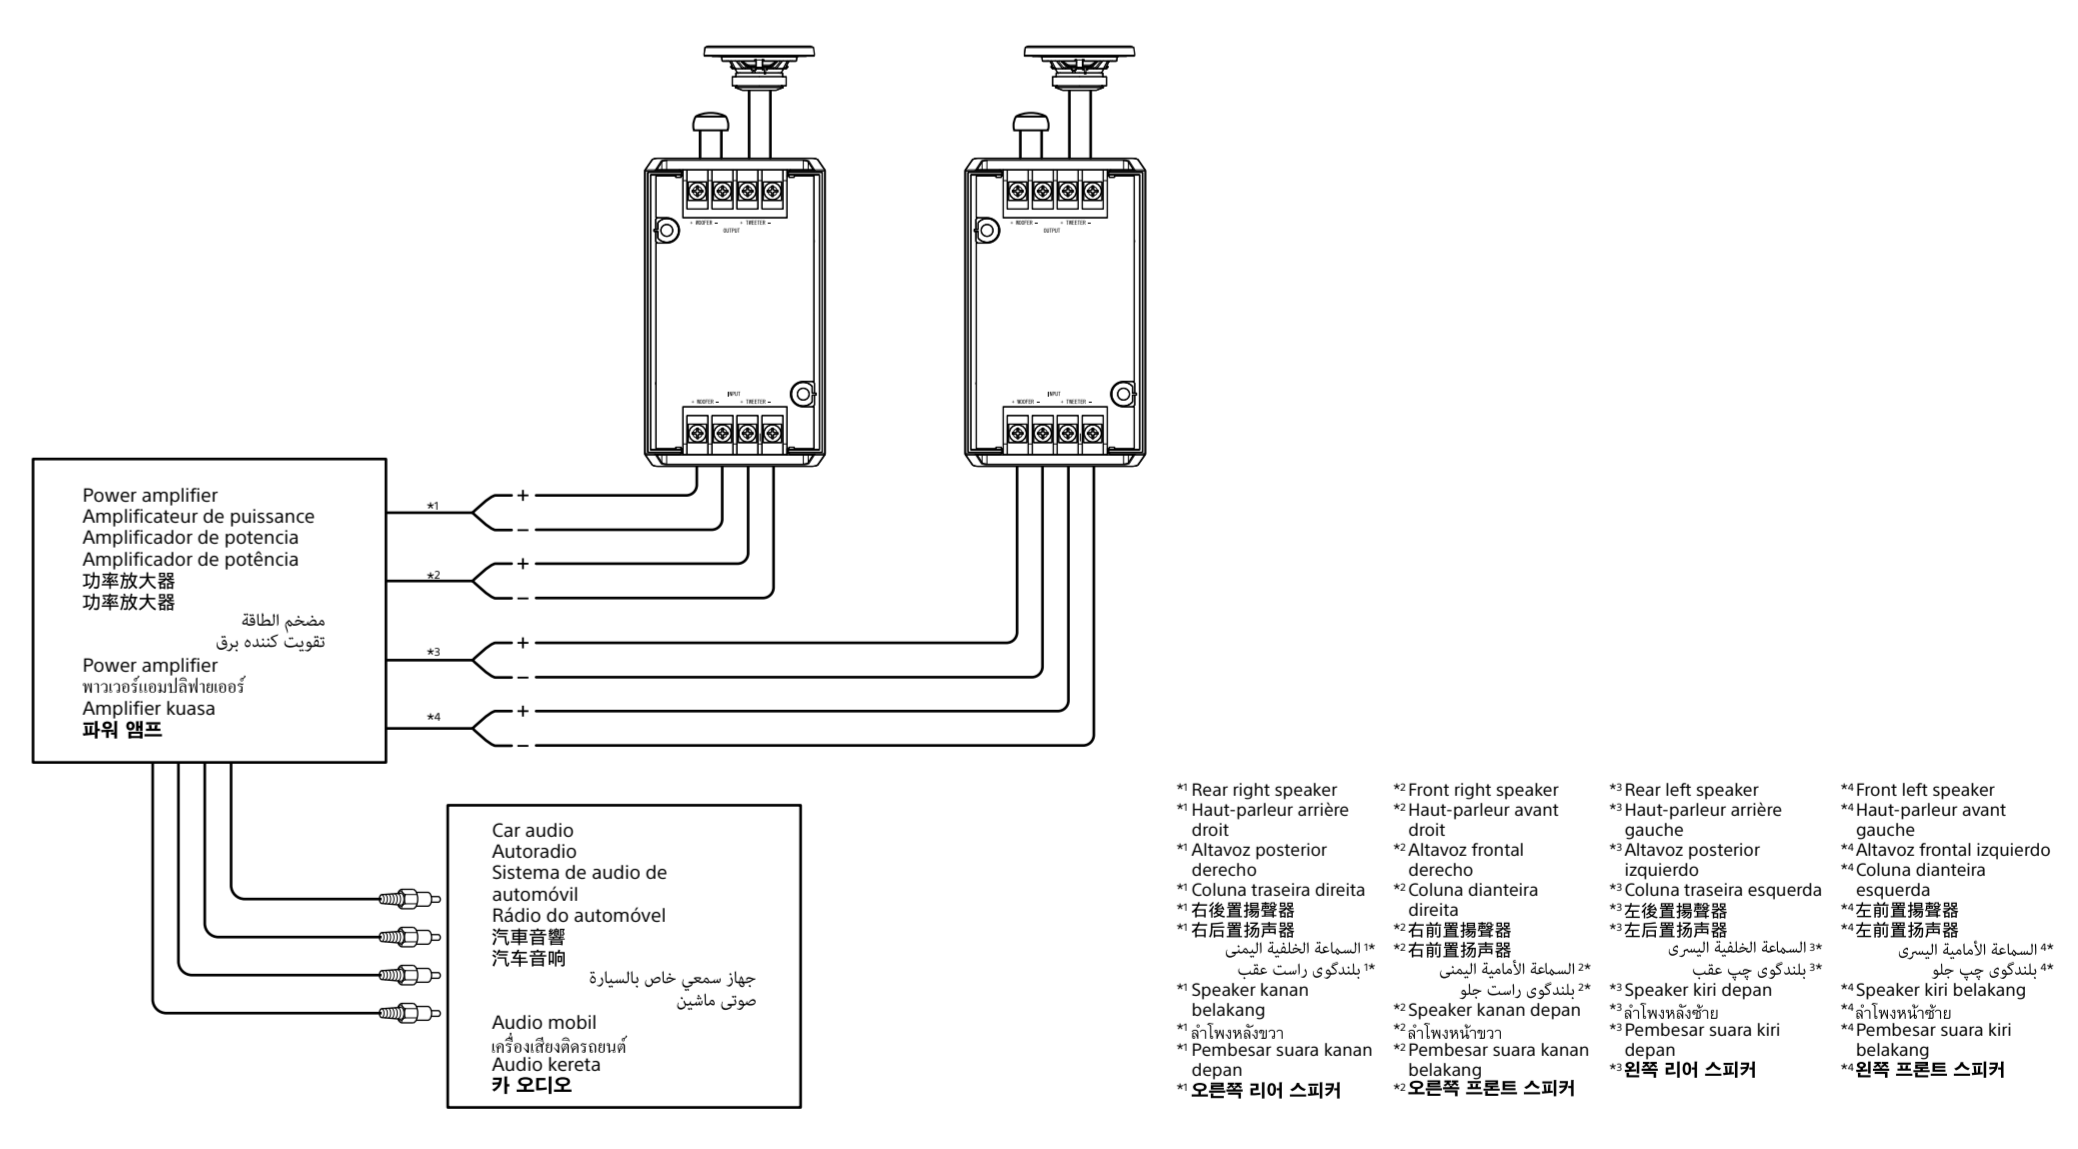 + WOOFER − + TWEETER −
OUTPUT
INPUT
+ WOOFER − + TWEETER −
+ WOOFER − + TWEETER −
OUTPUT
INPUT
+ WOOFER − + TWEETER −
Power amplifier
Amplificateur de puissance
Amplificador de potencia
Amplificador de potência
功率放大器
功率放大器
مضخم الطاقة
تقویت کننده برق
Power amplifier
พาวเวอร์แอมปลิฟายเออร์
Amplifier kuasa
파워 앰프
*1
+
−
*2
+
−
*3
+
−
*4
+
−
Car audio
Autoradio
Sistema de audio de
automóvil
Rádio do automóvel
汽車音響
汽车音响
جهاز سمعي خاص بالسيارة
صوتی ماشین
Audio mobil
เครื่องเสียงติดรถยนต์
Audio kereta
카 오디오
*1 Rear right speaker
*1 Haut-parleur arrière
droit
*1 Altavoz posterior
derecho
*1 Coluna traseira direita
*1 右後置揚聲器
*1 右后置扬声器
*1 السماعة الخلفية اليمنى
*1 بلندگوی راست عقب
*1 Speaker kanan
belakang
*1 ลำโพงหลังขวา
*1 Pembesar suara kanan
depan
*1 오른쪽 리어 스피커
*2 Front right speaker
*2 Haut-parleur avant
droit
*2 Altavoz frontal
derecho
*2 Coluna dianteira
direita
*2 右前置揚聲器
*2 右前置扬声器
*2 السماعة الأمامية اليمنى
*2 بلندگوی راست جلو
*2 Speaker kanan depan
*2 ลำโพงหน้าขวา
*2 Pembesar suara kanan
belakang
*2 오른쪽 프론트 스피커
*3 Rear left speaker
*3 Haut-parleur arrière
gauche
*3 Altavoz posterior
izquierdo
*3 Coluna traseira esquerda
*3 左後置揚聲器
*3 左后置扬声器
*3 السماعة الخلفية اليسرى
*3 بلندگوی چپ عقب
*3 Speaker kiri depan
*3 ลำโพงหลังซ้าย
*3 Pembesar suara kiri
depan
*3 왼쪽 리어 스피커
*4 Front left speaker
*4 Haut-parleur avant
gauche
*4 Altavoz frontal izquierdo
*4 Coluna dianteira
esquerda
*4 左前置揚聲器
*4 左前置扬声器
*4 السماعة الأمامية اليسرى
*4 بلندگوی چپ جلو
*4 Speaker kiri belakang
*4 ลำโพงหน้าซ้าย
*4 Pembesar suara kiri
belakang
*4 왼쪽 프론트 스피커